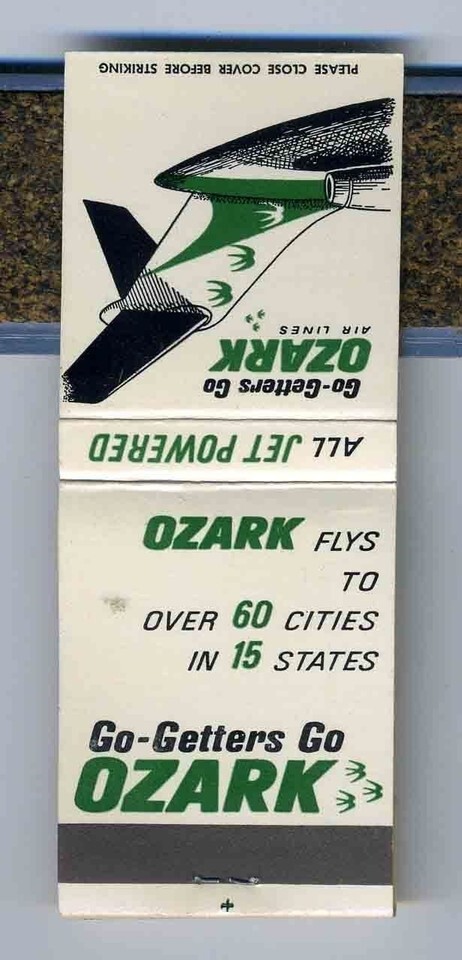 PLEASE CLOSE COVER BEFORE STRIKING
Go-Getters Go
OZARK
AIR LINES
ALL JET POWERED
OZARK FLYS
TO
OVER 60 CITIES
IN 15 STATES
Go-Getters Go
OZARK